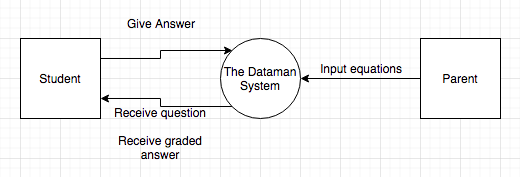 Give Answer
Student
The Dataman
System
Input equations
Parent
Receive question
Receive graded
answer